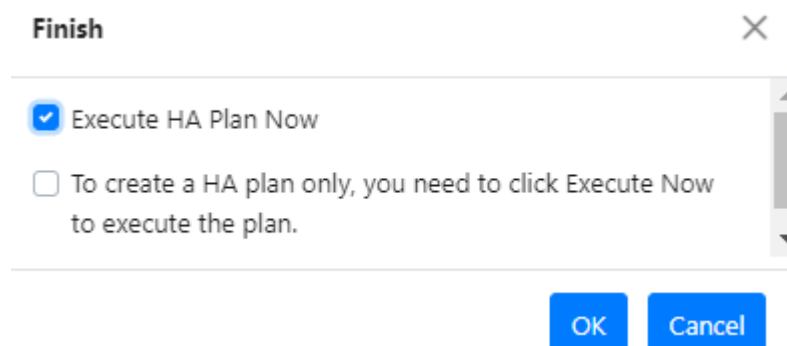 Finish
Execute HA Plan Now
To create a HA plan only, you need to click Execute Now
to execute the plan.
OK
Cancel